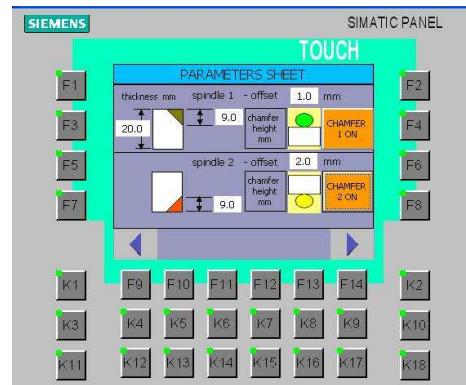 SIEMENS SIMATIC PANEL
TOUCH
F1 PARAMETERS SHEET F2
thickness mm spindle 1 - offset 1.0 mm
F3 20.0 9.0 chamfer height mm CHAMFER 1 ON F4
F5 spindle 2 - offset 2.0 mm F6
F7 9.0 chamfer height mm CHAMFER 2 ON F8
K1 F9 F10 F11 F12 F13 F14 K2
K3 K4 K5 K6 K7 K8 K9 K10
K11 K12 K13 K14 K15 K16 K17 K18